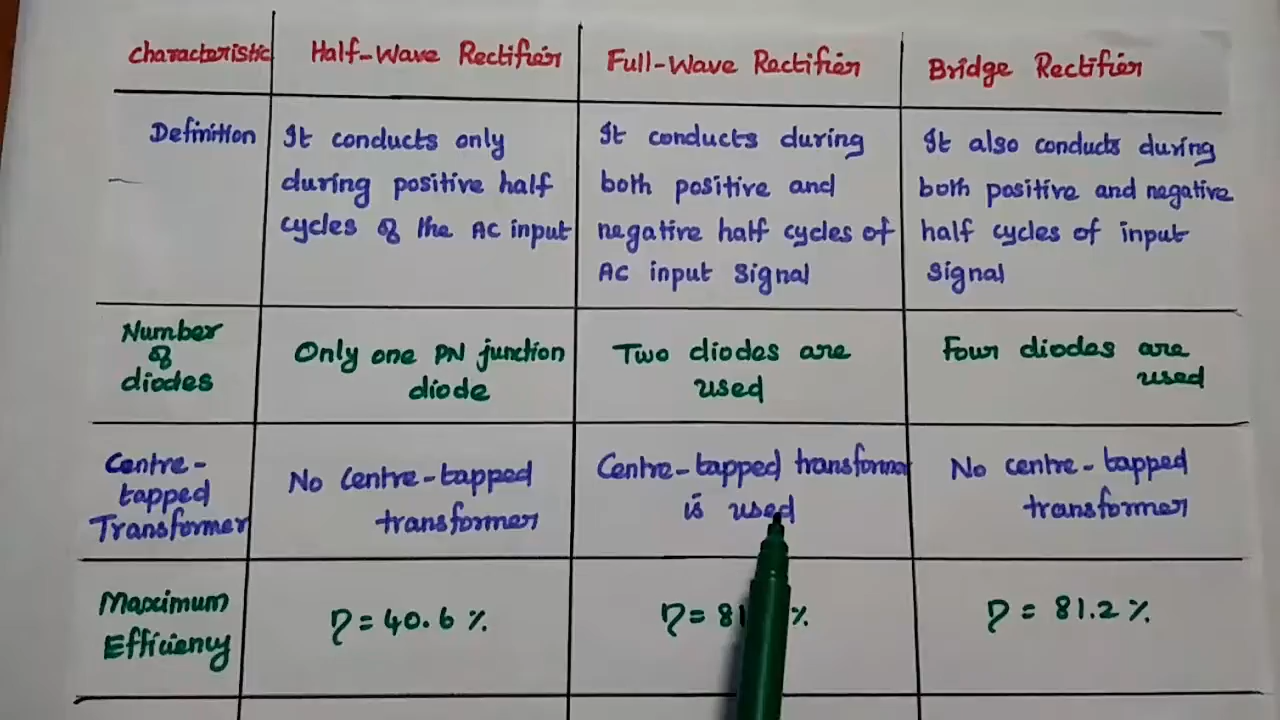 Characteristic
Half-Wave Rectifier
Full-Wave Rectifier
Bridge Rectifier
Definition
It conducts only
during positive half
cycles of the AC input
It conducts during
both positive and
negative half cycles of
AC input signal
It also conducts during
both positive and negative
half cycles of input
signal
Number
of
diodes
Only one PN junction
diode
Two diodes are
used
Four diodes are
used
Centre-
tapped
Transformer
No centre-tapped
transformer
Centre-tapped transformer
is used
No centre-tapped
transformer
Maximum
Efficiency
η = 40.6 %
η = %
η = 81.2 %